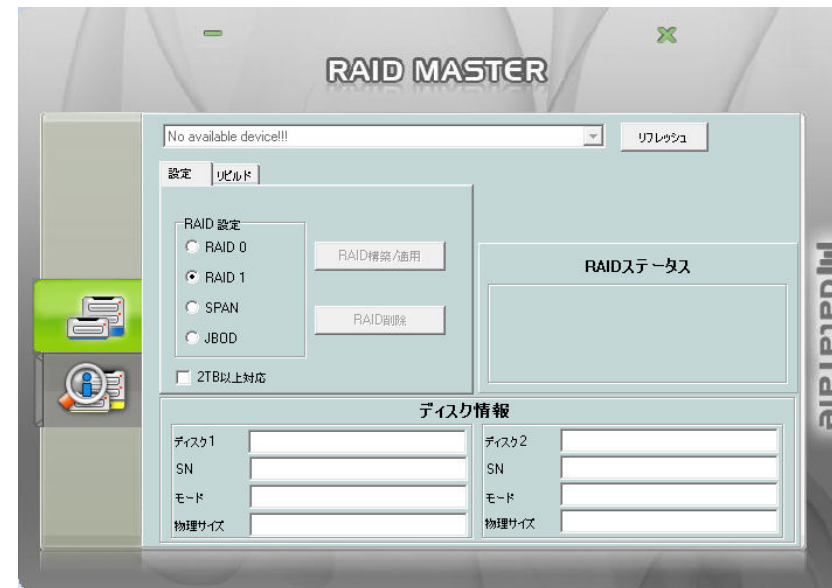 RAID MASTER
No available device!!!
リフレッシュ
設定
リビルド
RAID 設定
RAID 0
RAID 1
SPAN
JBOD
RAID構築/適用
RAID削除
2TB以上対応
RAIDステータス
ディスク情報
ディスク1
SN
モード
物理サイズ
ディスク2
SN
モード
物理サイズ
datatale